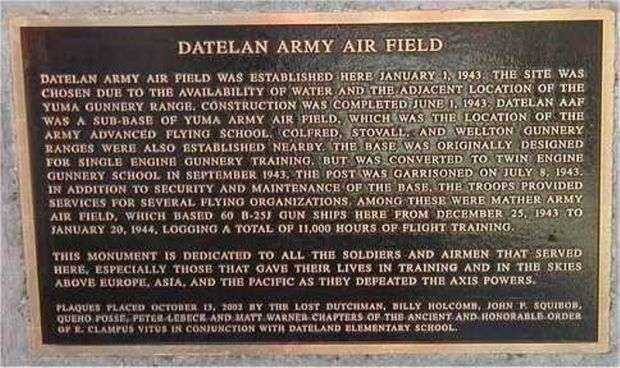 DATELAN ARMY AIR FIELD
DATELAN ARMY AIR FIELD WAS ESTABLISHED HERE JANUARY 1, 1943. THE SITE WAS
CHOSEN DUE TO THE AVAILABILITY OF WATER AND THE ADJACENT LOCATION OF THE
YUMA GUNNERY RANGE. CONSTRUCTION WAS COMPLETED JUNE 1, 1943. DATELAN AAF
WAS A SUB-BASE OF YUMA ARMY AIR FIELD, WHICH WAS THE LOCATION OF THE
ARMY ADVANCED FLYING SCHOOL. COLFRED, STOVALL, AND WELLTON GUNNERY
RANGES WERE ALSO ESTABLISHED NEARBY. THE BASE WAS ORIGINALLY DESIGNED
FOR SINGLE ENGINE GUNNERY TRAINING, BUT WAS CONVERTED TO TWIN ENGINE
GUNNERY SCHOOL IN SEPTEMBER 1943. THE POST WAS GARRISONED ON JULY 8, 1943.
IN ADDITION TO SECURITY AND MAINTENANCE OF THE BASE, THE TROOPS PROVIDED
SERVICES FOR SEVERAL FLYING ORGANIZATIONS. AMONG THESE WERE MATHER ARMY
AIR FIELD, WHICH BASED 60 B-25J GUN SHIPS HERE FROM DECEMBER 25, 1943 TO
JANUARY 20, 1944, LOGGING A TOTAL OF 11,000 HOURS OF FLIGHT TRAINING.
THIS MONUMENT IS DEDICATED TO ALL THE SOLDIERS AND AIRMEN THAT SERVED
HERE, ESPECIALLY THOSE THAT GAVE THEIR LIVES IN TRAINING AND IN THE SKIES
ABOVE EUROPE, ASIA, AND THE PACIFIC AS THEY DEFEATED THE AXIS POWERS.
PLAQUES PLACED OCTOBER 13, 2002 BY THE LOST DUTCHMAN, BILLY HOLCOMB, JOHN P. SQUIBOB,
QUEHO POSSE, PETER LEBECK AND MATT WARNER CHAPTERS OF THE ANCIENT AND HONORABLE ORDER
OF E. CLAMPUS VITUS IN CONJUNCTION WITH DATELAND ELEMENTARY SCHOOL.